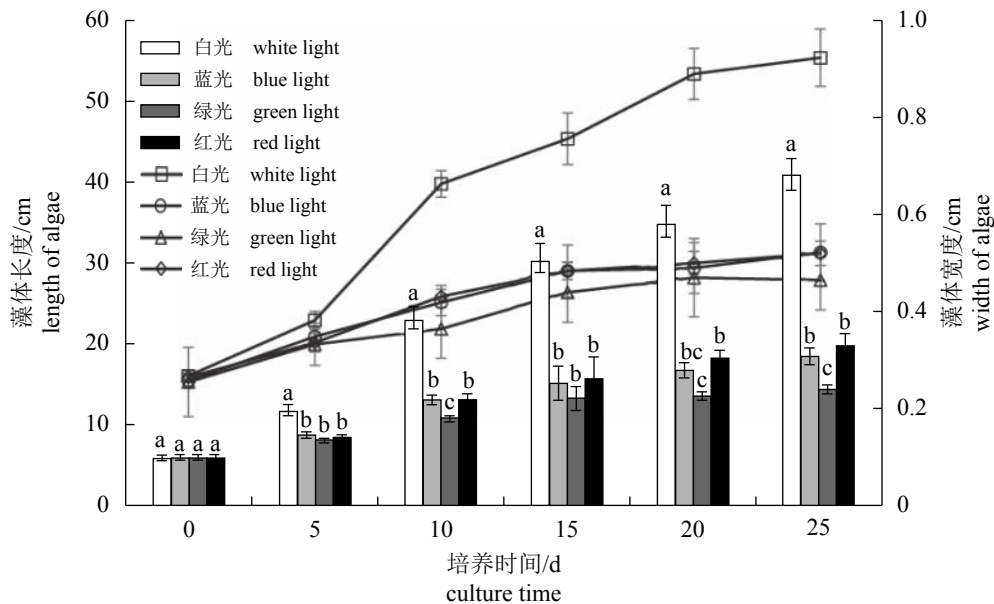 60
50
40
30
20
10
0
藻体长度/cm
length of algae
白光 white light
蓝光 blue light
绿光 green light
红光 red light
白光 white light
蓝光 blue light
绿光 green light
红光 red light
a a a a
a b b b
a b c b
a b b b
a bc c b
a b c b
1.0
0.8
0.6
0.4
0.2
0
藻体宽度/cm
width of algae
0 5 10 15 20 25
培养时间/d
culture time